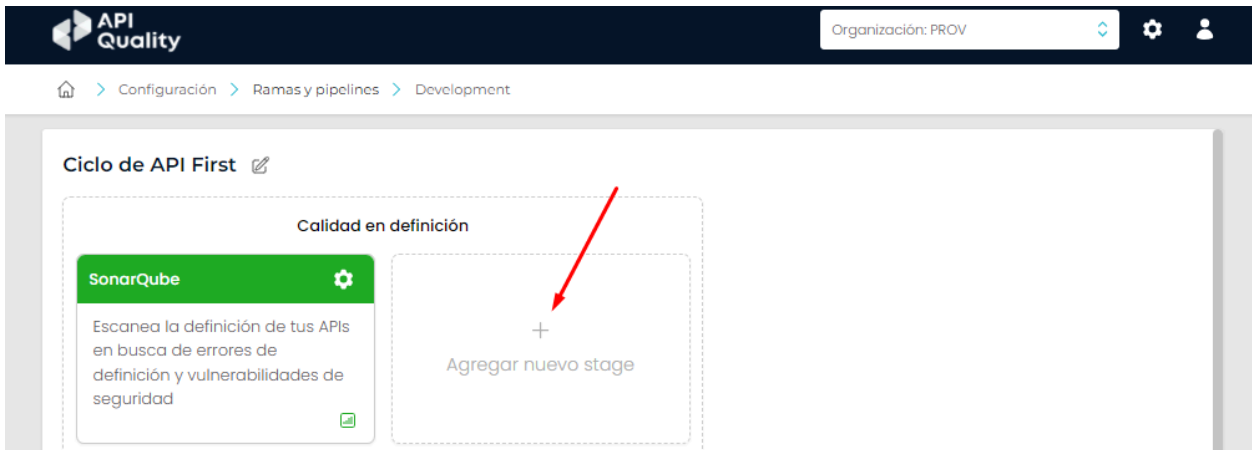 API
Quality
Organización: PROV
Configuración
Ramas y pipelines
Development
Ciclo de API First
Calidad en definición
SonarQube
Escanea la definición de tus APIs
en busca de errores de
definición y vulnerabilidades de
seguridad
Agregar nuevo stage